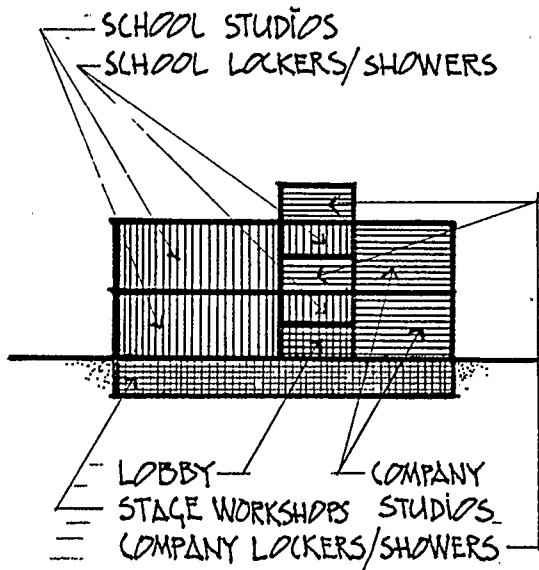 SCHOOL STUDIOS
SCHOOL LOCKERS/SHOWERS
LOBBY COMPANY
STAGE WORKSHOPS STUDIOS
COMPANY LOCKERS/SHOWERS